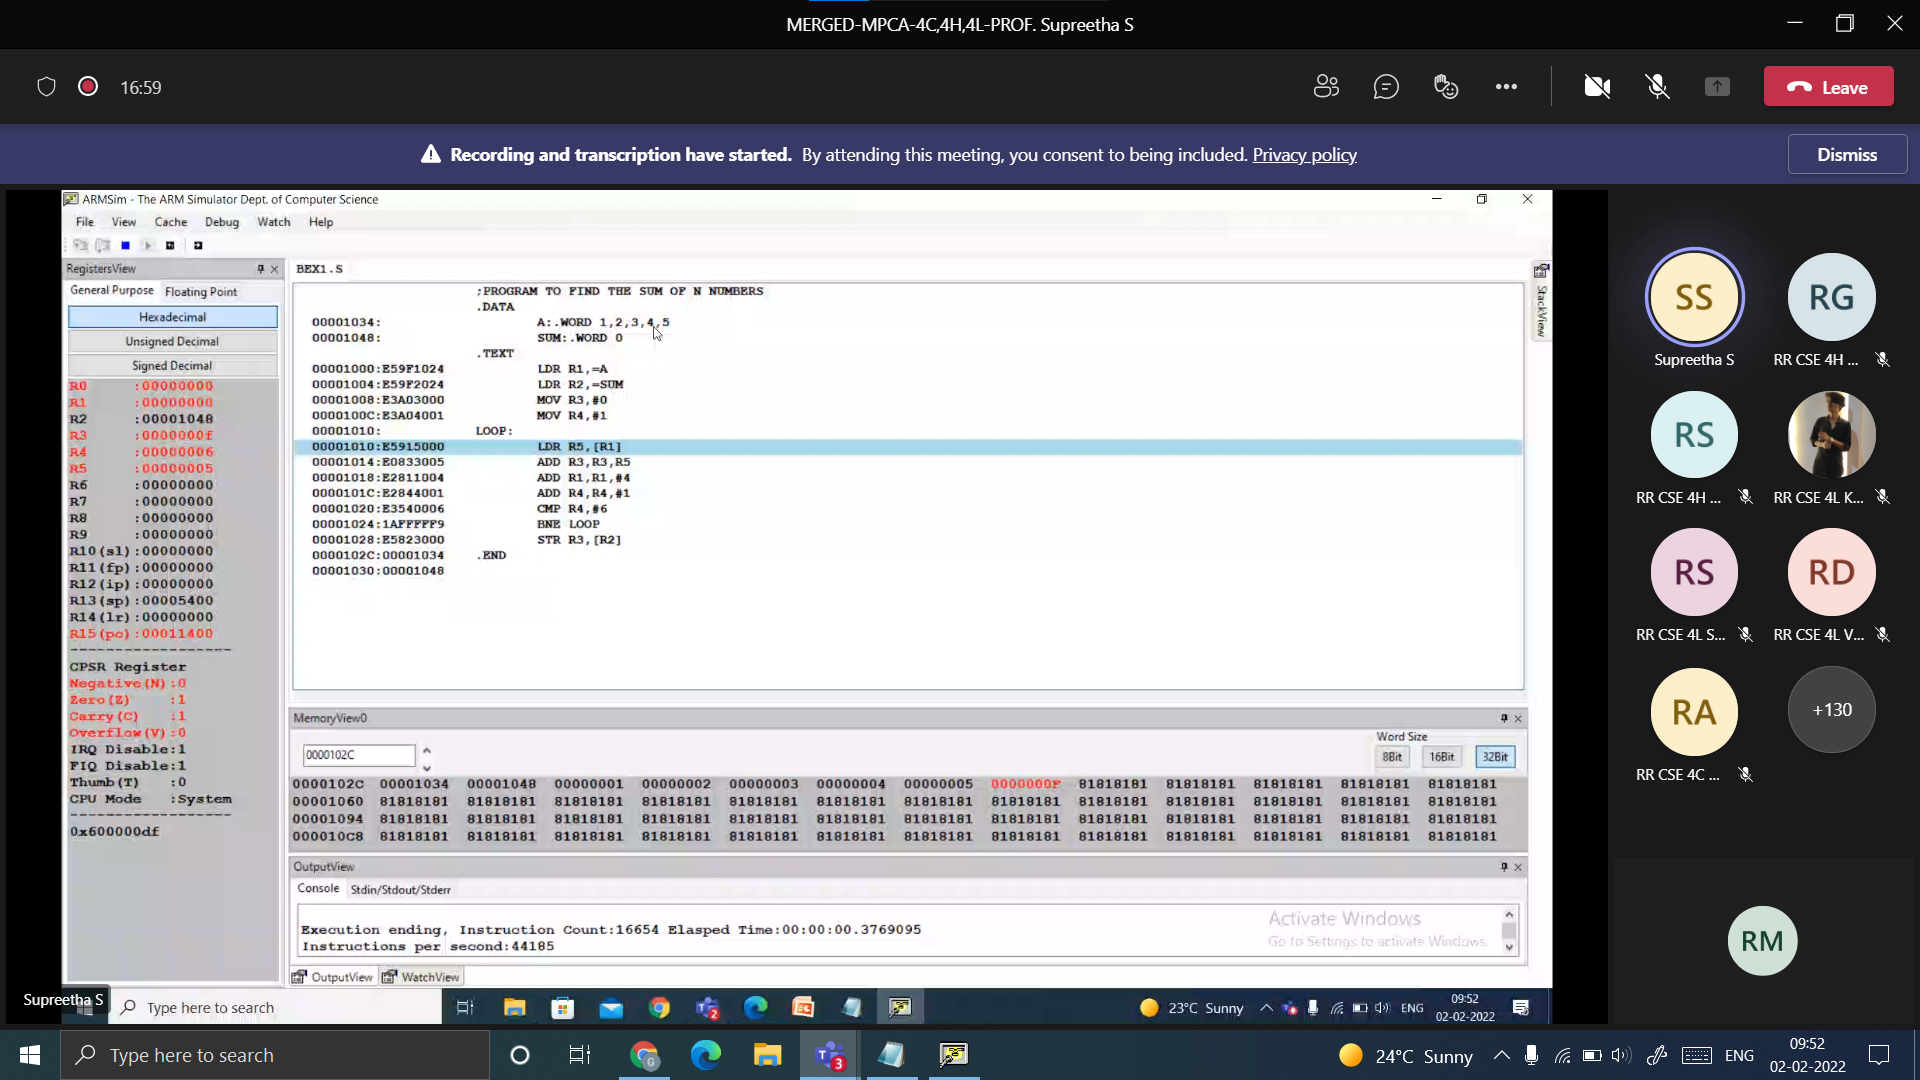 MERGED-MPCA-4C,4H,4L-PROF. Supreetha S
16:59
Leave
Recording and transcription have started. By attending this meeting, you consent to being included. Privacy policy
Dismiss
ARMSim - The ARM Simulator Dept. of Computer Science
File View Cache Debug Watch Help
RegistersView
General Purpose Floating Point
Hexadecimal
Unsigned Decimal
Signed Decimal
R0 :00000000
R1 :00000000
R2 :00001048
R3 :0000000f
R4 :00000006
R5 :00000005
R6 :00000000
R7 :00000000
R8 :00000000
R9 :00000000
R10(sl):00000000
R11(fp):00000000
R12(ip):00000000
R13(sp):00005400
R14(lr):00000000
R15(pc):00011400
CPSR Register
Negative(N):0
Zero(Z) :1
Carry(C) :1
Overflow(V):0
IRQ Disable:1
FIQ Disable:1
Thumb(T) :0
CPU Mode :System
0x600000df
BEX1.S
;PROGRAM TO FIND THE SUM OF N NUMBERS
.DATA
00001034: A:.WORD 1,2,3,4,5
00001048: SUM:.WORD 0
.TEXT
00001000:E59F1024 LDR R1,=A
00001004:E59F2024 LDR R2,=SUM
00001008:E3A03000 MOV R3,#0
0000100C:E3A04001 MOV R4,#1
00001010: LOOP:
00001010:E5915000 LDR R5,[R1]
00001014:E0833005 ADD R3,R3,R5
00001018:E2811004 ADD R1,R1,#4
0000101C:E2844001 ADD R4,R4,#1
00001020:E3540006 CMP R4,#6
00001024:1AFFFFF9 BNE LOOP
00001028:E5823000 STR R3,[R2]
0000102C:00001034 .END
00001030:00001048
StackView
MemoryView0
0000102C
Word Size
8Bit 16Bit 32Bit
0000102C 00001034 00001048 00000001 00000002 00000003 00000004 00000005 0000000F 81818181 81818181 81818181 81818181 81818181
00001060 81818181 81818181 81818181 81818181 81818181 81818181 81818181 81818181 81818181 81818181 81818181 81818181 81818181
00001094 81818181 81818181 81818181 81818181 81818181 81818181 81818181 81818181 81818181 81818181 81818181 81818181 81818181
000010C8 81818181 81818181 81818181 81818181 81818181 81818181 81818181 81818181 81818181 81818181 81818181 81818181 81818181
OutputView
Console Stdin/Stdout/Stderr
Execution ending, Instruction Count:16654 Elasped Time:00:00:00.3769095
Instructions per second:44185
Activate Windows
Go to Settings to activate Windows.
OutputView WatchView
Supreetha S
Type here to search
2
23°C Sunny
ENG
09:52
02-02-2022
SS
Supreetha S
RG
RR CSE 4H ...
RS
RR CSE 4H ...
RR CSE 4L K...
RS
RR CSE 4L S...
RD
RR CSE 4L V...
RA
RR CSE 4C ...
+130
RM
Type here to search
G
3
24°C Sunny
ENG
09:52
02-02-2022